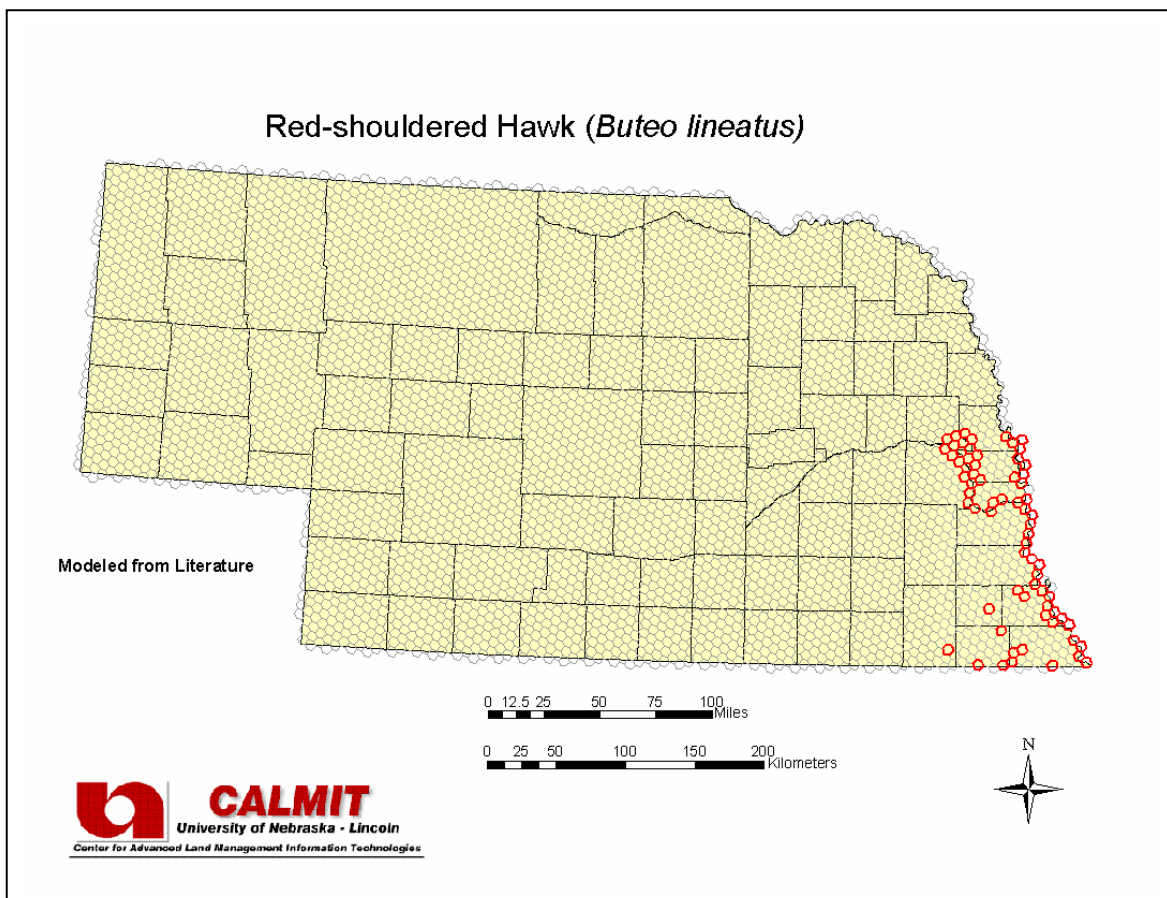 Red-shouldered Hawk (Buteo lineatus)
Modeled from Literature
0 12.5 25 50 75 100
Miles
0 25 50 100 150 200
Kilometers
N
CALMIT
University of Nebraska - Lincoln
Center for Advanced Land Management Information Technologies